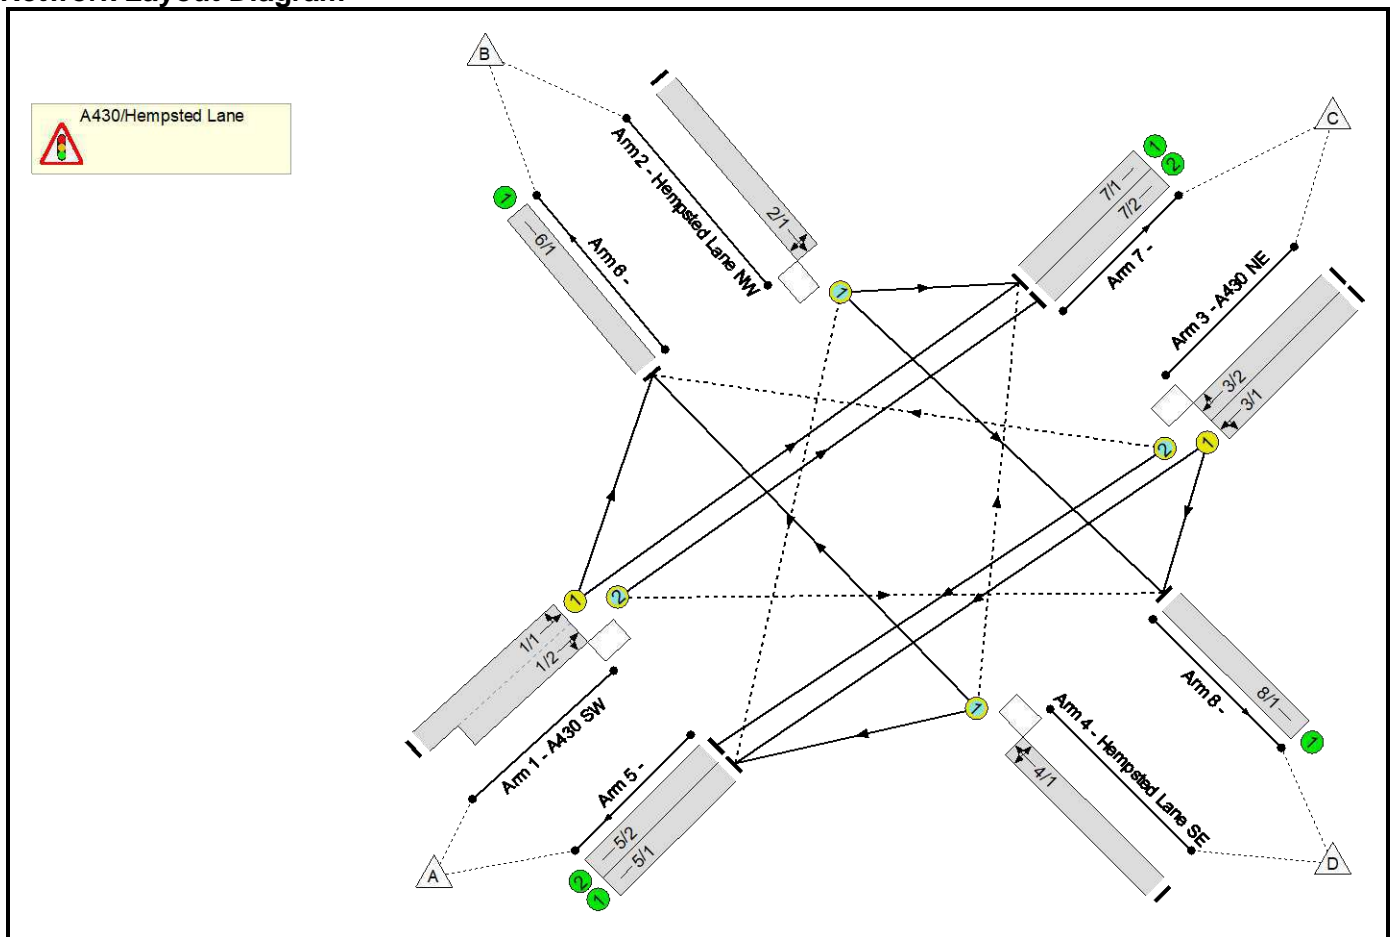 Network Layout Diagram
A430/Hempsted Lane
B
C
1
2
Arm 2 - Hempsted Lane NW
2/1
7/1
7/2
Arm 7 -
1
6/1
Arm 6 -
Arm 3 - A430 NE
3/2
3/1
1
2
1
1
2
1/1
1/2
Arm 1 - A430 SW
Arm 8 -
8/1
1
1
Arm 4 - Hempsted Lane SE
4/1
Arm 5 -
5/2
5/1
2
1
A
D